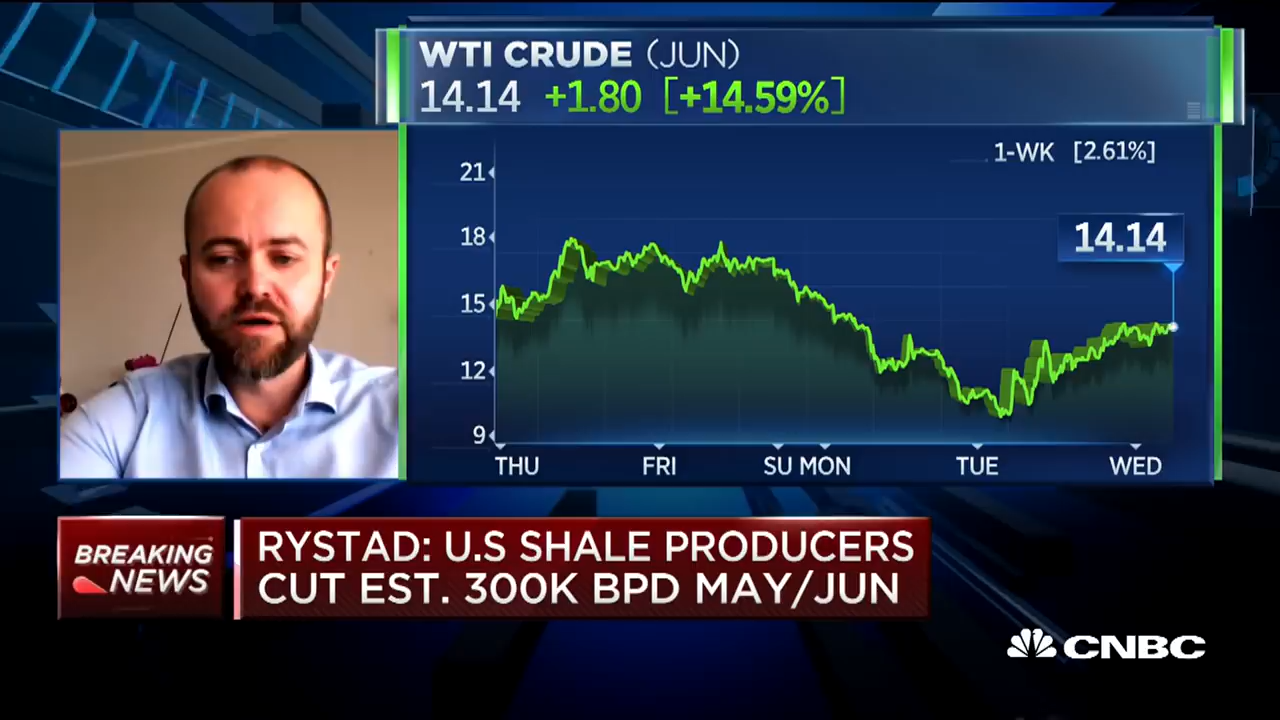 WTI CRUDE (JUN)
14.14 +1.80 [+14.59%]
1-WK [2.61%]
21
18
15
12
9
14.14
THU FRI SU MON TUE WED
BREAKING
NEWS
RYSTAD: U.S SHALE PRODUCERS
CUT EST. 300K BPD MAY/JUN
CNBC